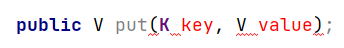 public V put(K key, V value);